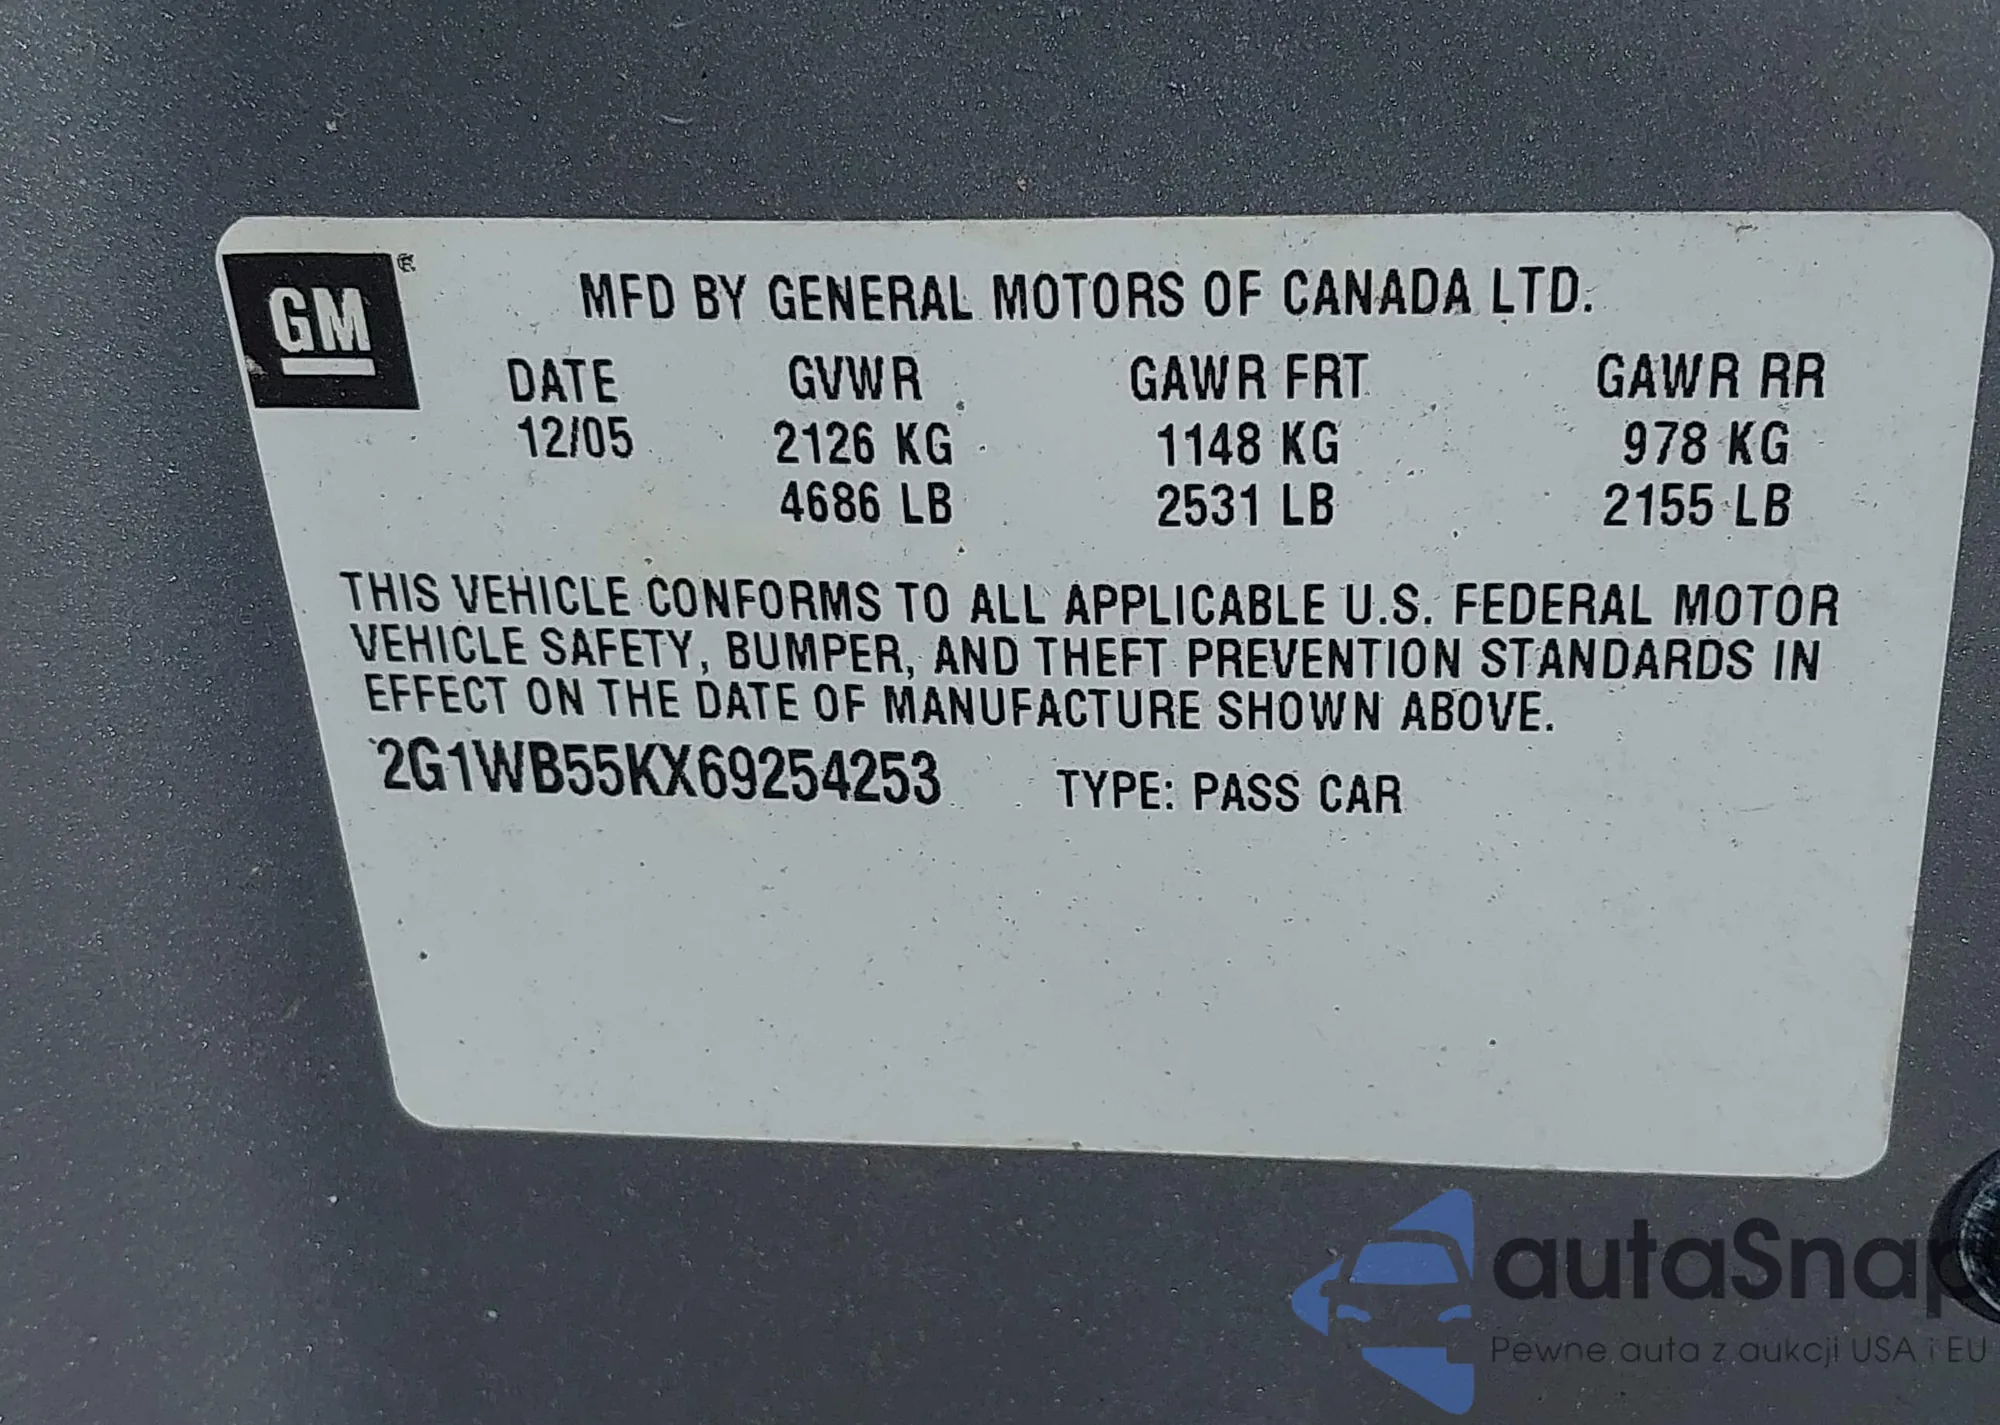 GM ®
MFD BY GENERAL MOTORS OF CANADA LTD.
DATE GVWR GAWR FRT GAWR RR
12/05 2126 KG 1148 KG 978 KG
4686 LB 2531 LB 2155 LB
THIS VEHICLE CONFORMS TO ALL APPLICABLE U.S. FEDERAL MOTOR
VEHICLE SAFETY, BUMPER, AND THEFT PREVENTION STANDARDS IN
EFFECT ON THE DATE OF MANUFACTURE SHOWN ABOVE.
2G1WB55KX69254253 TYPE: PASS CAR
autaSnap
Pewne auta z aukcji USA i EU